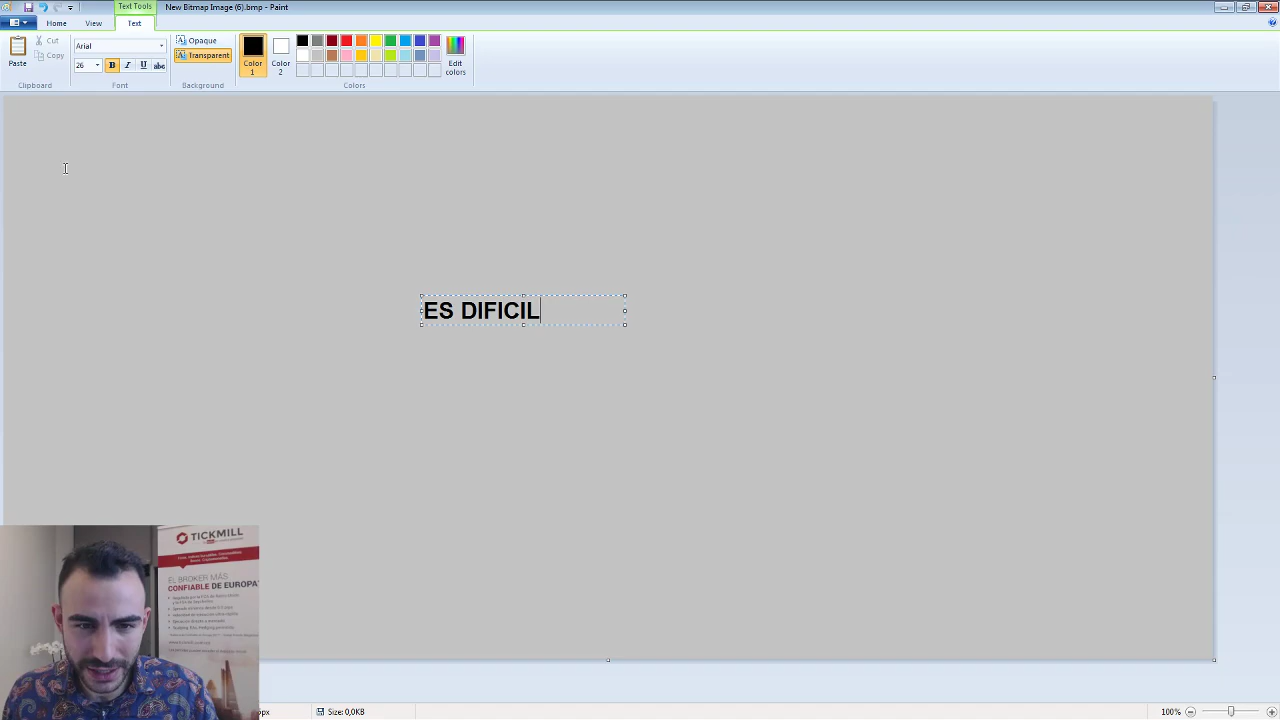 New Bitmap Image (6).bmp - Paint
Text Tools
Home
View
Text
Paste
Cut
Copy
Clipboard
Arial
26
B
I
U
abc
Font
Opaque
Transparent
Background
Color
1
Color
2
Edit
colors
Colors
ES DIFICIL
TICKMILL
EL BROKER MÁS
CONFIABLE DE EUROPA
px
Size: 0,0KB
100%